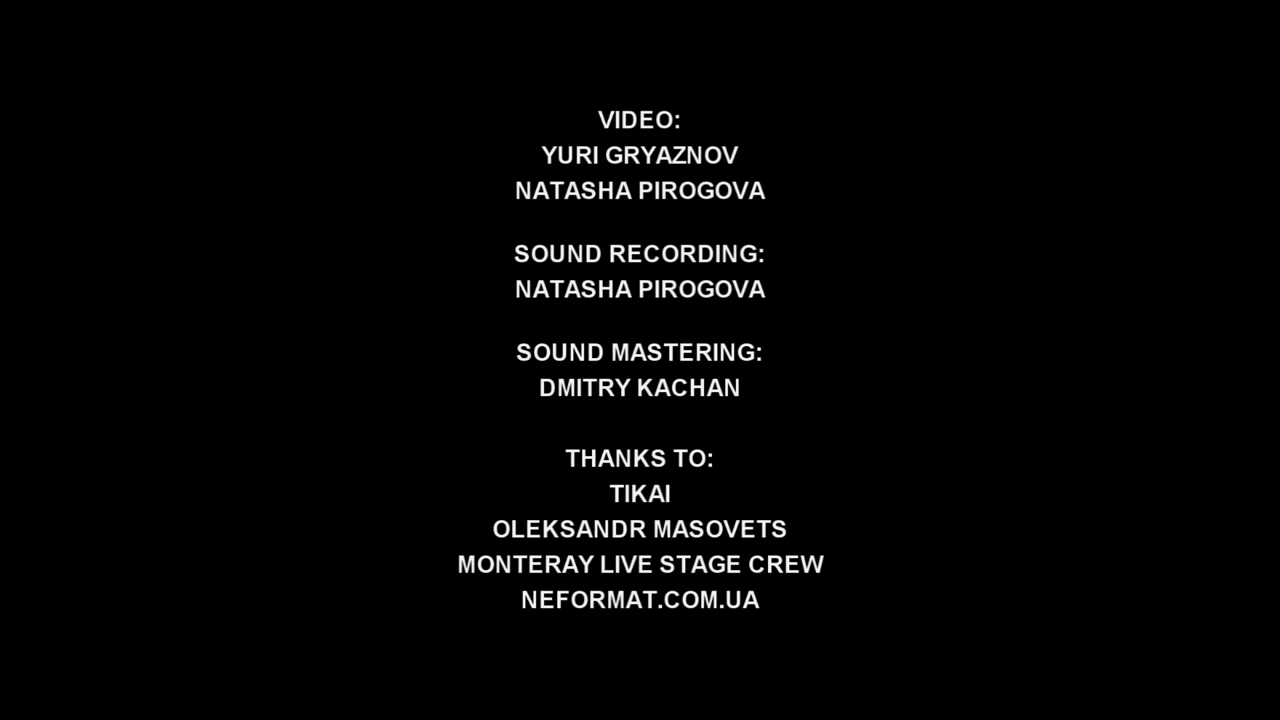 VIDEO:
YURI GRYAZNOV
NATASHA PIROGOVA
SOUND RECORDING:
NATASHA PIROGOVA
SOUND MASTERING:
DMITRY KACHAN
THANKS TO:
TIKAI
OLEKSANDR MASOVETS
MONTERAY LIVE STAGE CREW
NEFORMAT.COM.UA